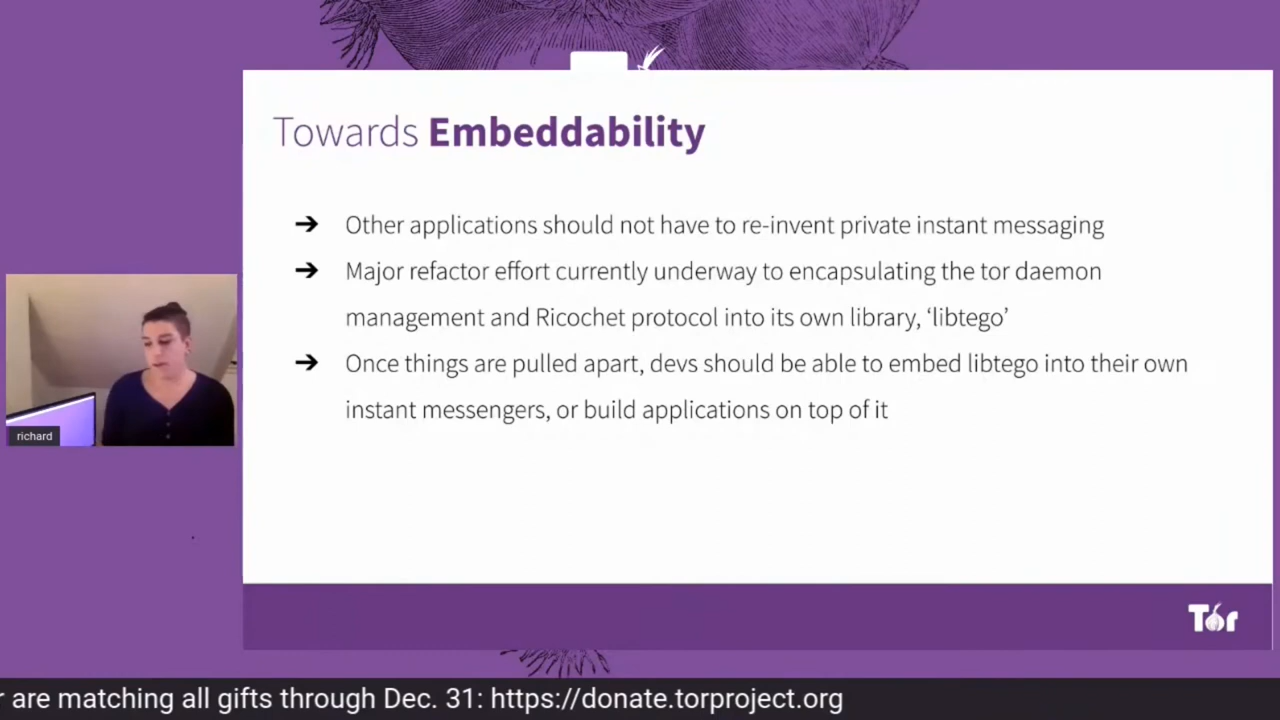 Towards Embeddability
➔ Other applications should not have to re-invent private instant messaging
➔ Major refactor effort currently underway to encapsulating the tor daemon
management and Ricochet protocol into its own library, ‘libtego’
➔ Once things are pulled apart, devs should be able to embed libtego into their own
instant messengers, or build applications on top of it
richard
Tor
r are matching all gifts through Dec. 31: https://donate.torproject.org